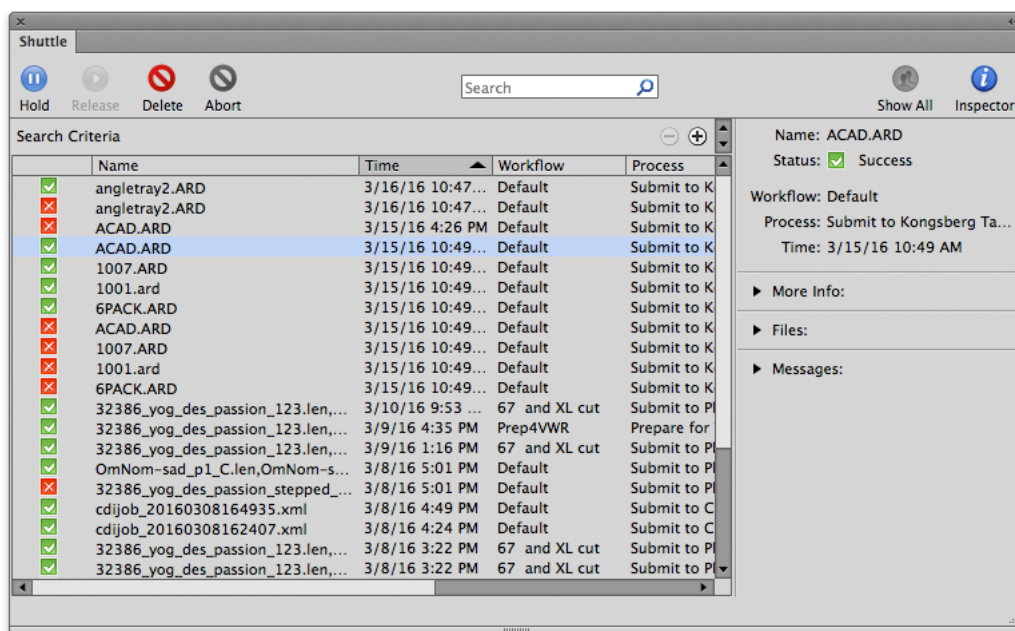 Shuttle
Hold Release Delete Abort Search Show All Inspector
Search Criteria
Name Time Workflow Process
angletray2.ARD 3/16/16 10:47... Default Submit to K
angletray2.ARD 3/16/16 10:47... Default Submit to K
ACAD.ARD 3/15/16 4:26 PM Default Submit to K
ACAD.ARD 3/15/16 10:49... Default Submit to K
1007.ARD 3/15/16 10:49... Default Submit to K
1001.ard 3/15/16 10:49... Default Submit to K
6PACK.ARD 3/15/16 10:49... Default Submit to K
ACAD.ARD 3/15/16 10:49... Default Submit to K
1007.ARD 3/15/16 10:49... Default Submit to K
1001.ard 3/15/16 10:49... Default Submit to K
6PACK.ARD 3/15/16 10:49... Default Submit to K
32386_yog_des_passion_123.len,... 3/10/16 9:53 ... 67 and XL cut Submit to Pl
32386_yog_des_passion_123.len,... 3/9/16 4:35 PM Prep4VWR Prepare for
32386_yog_des_passion_123.len,... 3/9/16 1:16 PM 67 and XL cut Submit to Pl
OmNom-sad_p1_C.len,OmNom-s... 3/8/16 5:01 PM Default Submit to Pl
32386_yog_des_passion_stepped_... 3/8/16 5:01 PM Default Submit to Pl
cdijob_20160308164935.xml 3/8/16 4:49 PM Default Submit to C
cdijob_20160308162407.xml 3/8/16 4:24 PM Default Submit to C
32386_yog_des_passion_123.len,... 3/8/16 3:22 PM 67 and XL cut Submit to Pl
32386_yog_des_passion_123.len,... 3/8/16 3:22 PM 67 and XL cut Submit to Pl
Name: ACAD.ARD
Status: Success
Workflow: Default
Process: Submit to Kongsberg Ta...
Time: 3/15/16 10:49 AM
More Info:
Files:
Messages: